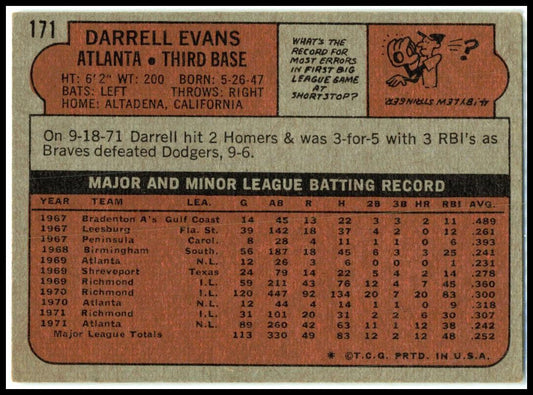 171
DARRELL EVANS
ATLANTA • THIRD BASE
HT: 6'2" WT: 200 BORN: 5-26-47
BATS: LEFT THROWS: RIGHT
HOME: ALTADENA, CALIFORNIA
WHAT'S THE
RECORD FOR
MOST ERRORS
IN FIRST BIG
LEAGUE GAME
AT
SHORTSTOP?
?
A: BYLEW STRINGER
On 9-18-71 Darrell hit 2 Homers & was 3-for-5 with 3 RBI's as
Braves defeated Dodgers, 9-6.
MAJOR AND MINOR LEAGUE BATTING RECORD
YEAR TEAM LEA. G AB R H 2B 3B HR RBI AVG.
1967 Bradenton A's Gulf Coast 14 45 13 22 3 3 2 11 .489
1967 Leesburg Fla. St. 39 142 18 37 4 2 0 12 .261
1967 Peninsula Carol. 8 28 4 11 1 1 0 6 .393
1968 Birmingham South. 56 187 18 45 6 3 3 25 .241
1969 Atlanta N.L. 12 26 3 6 0 0 0 1 .231
1969 Shreveport Texas 24 79 14 22 5 4 2 14 .278
1969 Richmond I.L. 59 211 43 76 12 4 7 46 .360
1970 Richmond I.L. 120 447 92 134 20 7 20 83 .300
1970 Atlanta N.L. 12 44 4 14 1 1 0 9 .318
1971 Richmond I.L. 31 101 20 31 2 2 6 30 .307
1971 Atlanta N.L. 89 260 42 63 11 1 12 38 .242
Major League Totals 113 330 49 83 12 2 12 48 .252
* © T.C.G. PRTD. IN U.S.A.